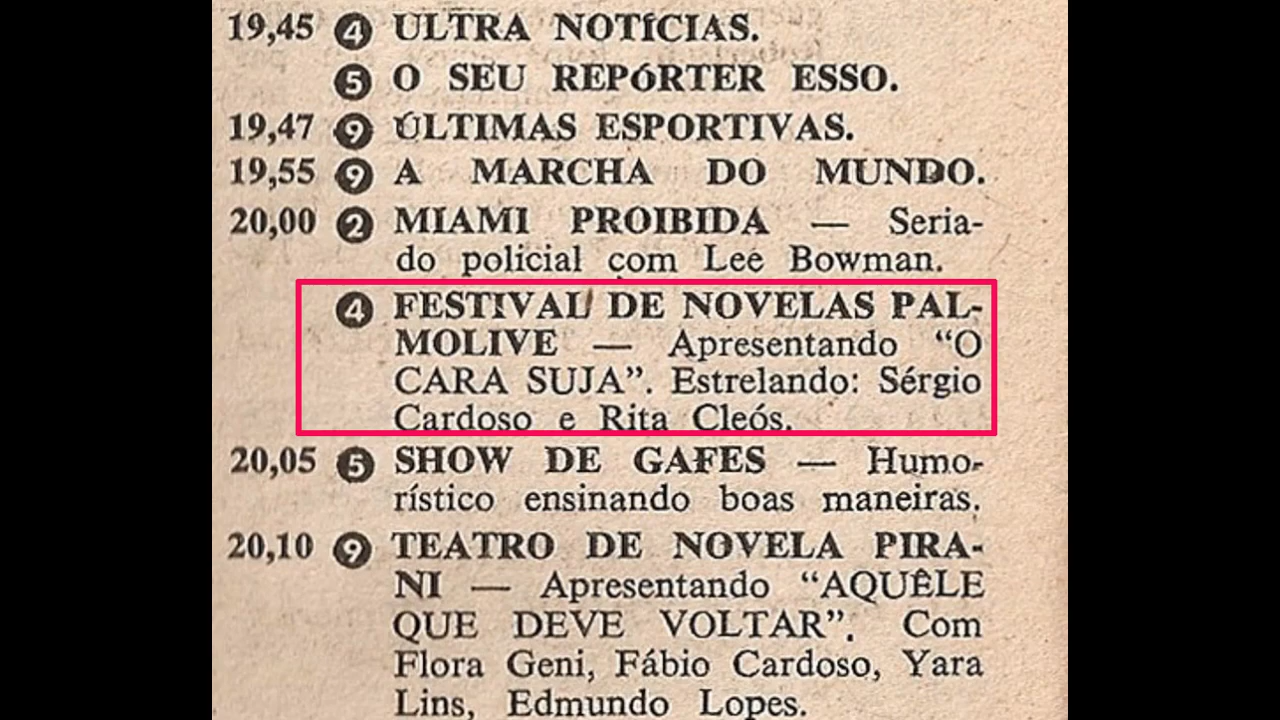 19,45 4 ULTRA NOTÍCIAS.
5 O SEU REPÓRTER ESSO.
19,47 9 ÚLTIMAS ESPORTIVAS.
19,55 9 A MARCHA DO MUNDO.
20,00 2 MIAMI PROIBIDA — Seria-
do policial com Lee Bowman.
4 FESTIVAL DE NOVELAS PAL-
MOLIVE — Apresentando “O
CARA SUJA”. Estrelando: Sérgio
Cardoso e Rita Cleós.
20,05 5 SHOW DE GAFES — Humo-
rístico ensinando boas maneiras.
20,10 9 TEATRO DE NOVELA PIRA-
NI — Apresentando “AQUÊLE
QUE DEVE VOLTAR”. Com
Flora Geni, Fábio Cardoso, Yara
Lins, Edmundo Lopes.